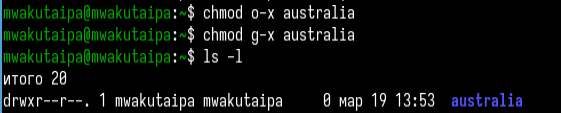 mwakutaipa@mwakutaipa:~$ chmod o-x australia
mwakutaipa@mwakutaipa:~$ chmod g-x australia
mwakutaipa@mwakutaipa:~$ ls -l
итого 20
drwxr--r--. 1 mwakutaipa mwakutaipa 0 мар 19 13:53 australia